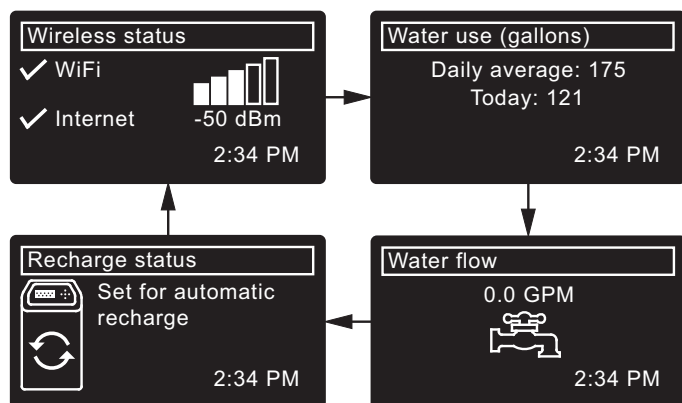 Wireless status
WiFi
Internet
-50 dBm
2:34 PM
Water use (gallons)
Daily average: 175
Today: 121
2:34 PM
Recharge status
Set for automatic
recharge
2:34 PM
Water flow
0.0 GPM
2:34 PM